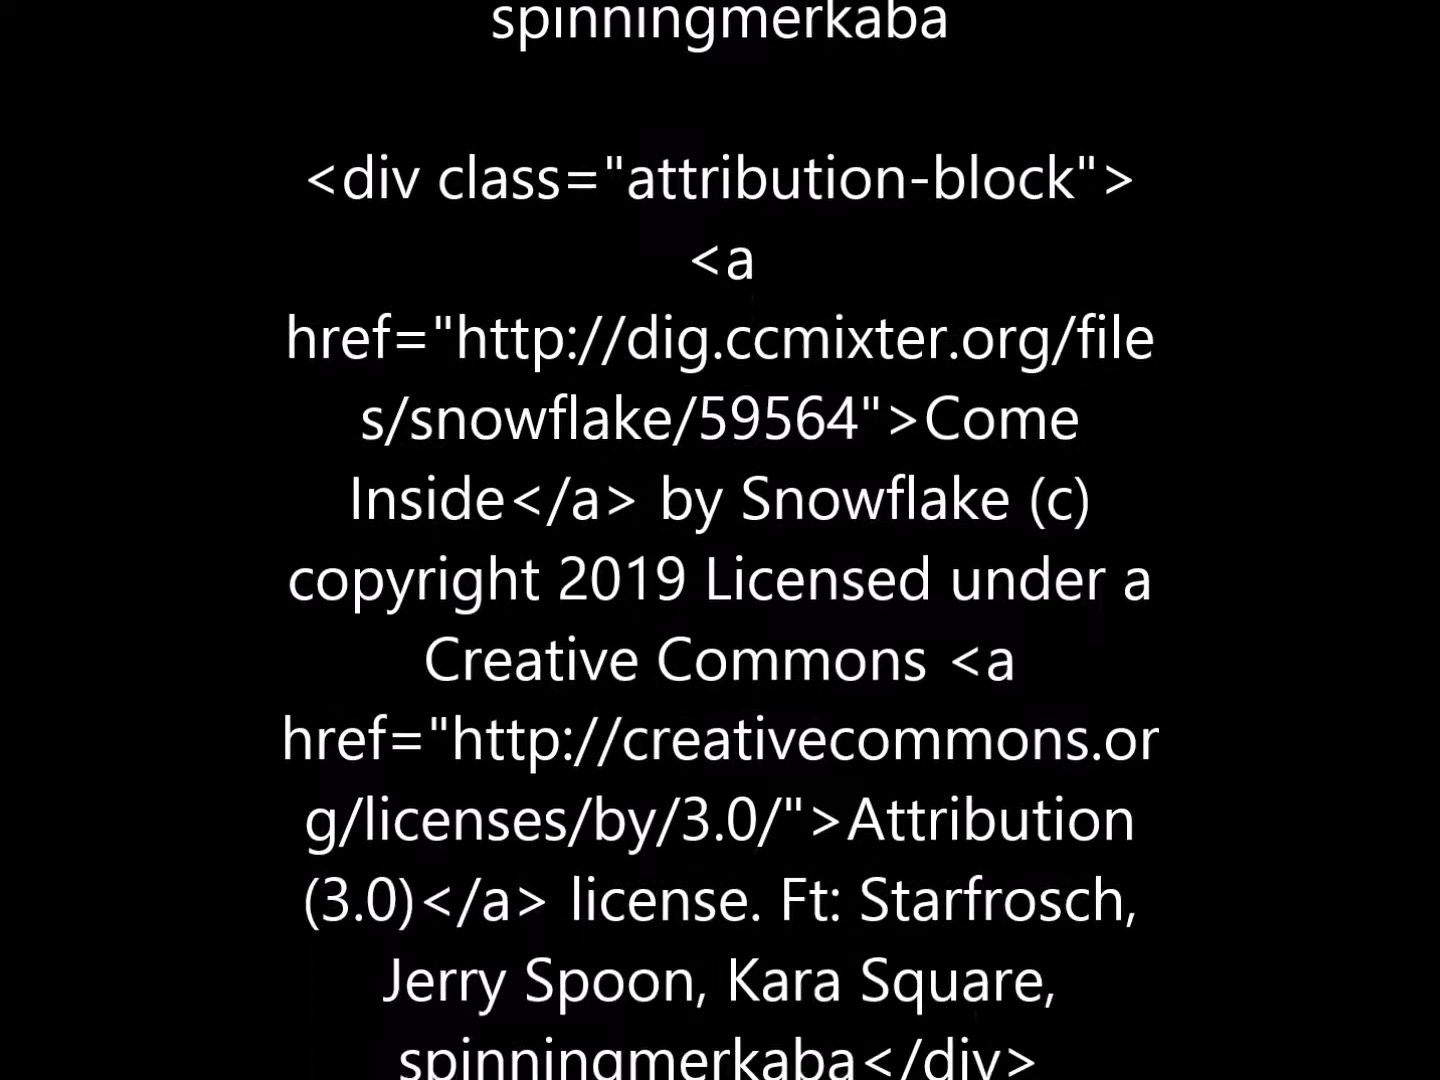 spinningmerkaba
<div class="attribution-block">
<a
href="http://dig.ccmixter.org/file
s/snowflake/59564">Come
Inside</a> by Snowflake (c)
copyright 2019 Licensed under a
Creative Commons <a
href="http://creativecommons.or
g/licenses/by/3.0/">Attribution
(3.0)</a> license. Ft: Starfrosch,
Jerry Spoon, Kara Square,
spinningmerkaba</div>